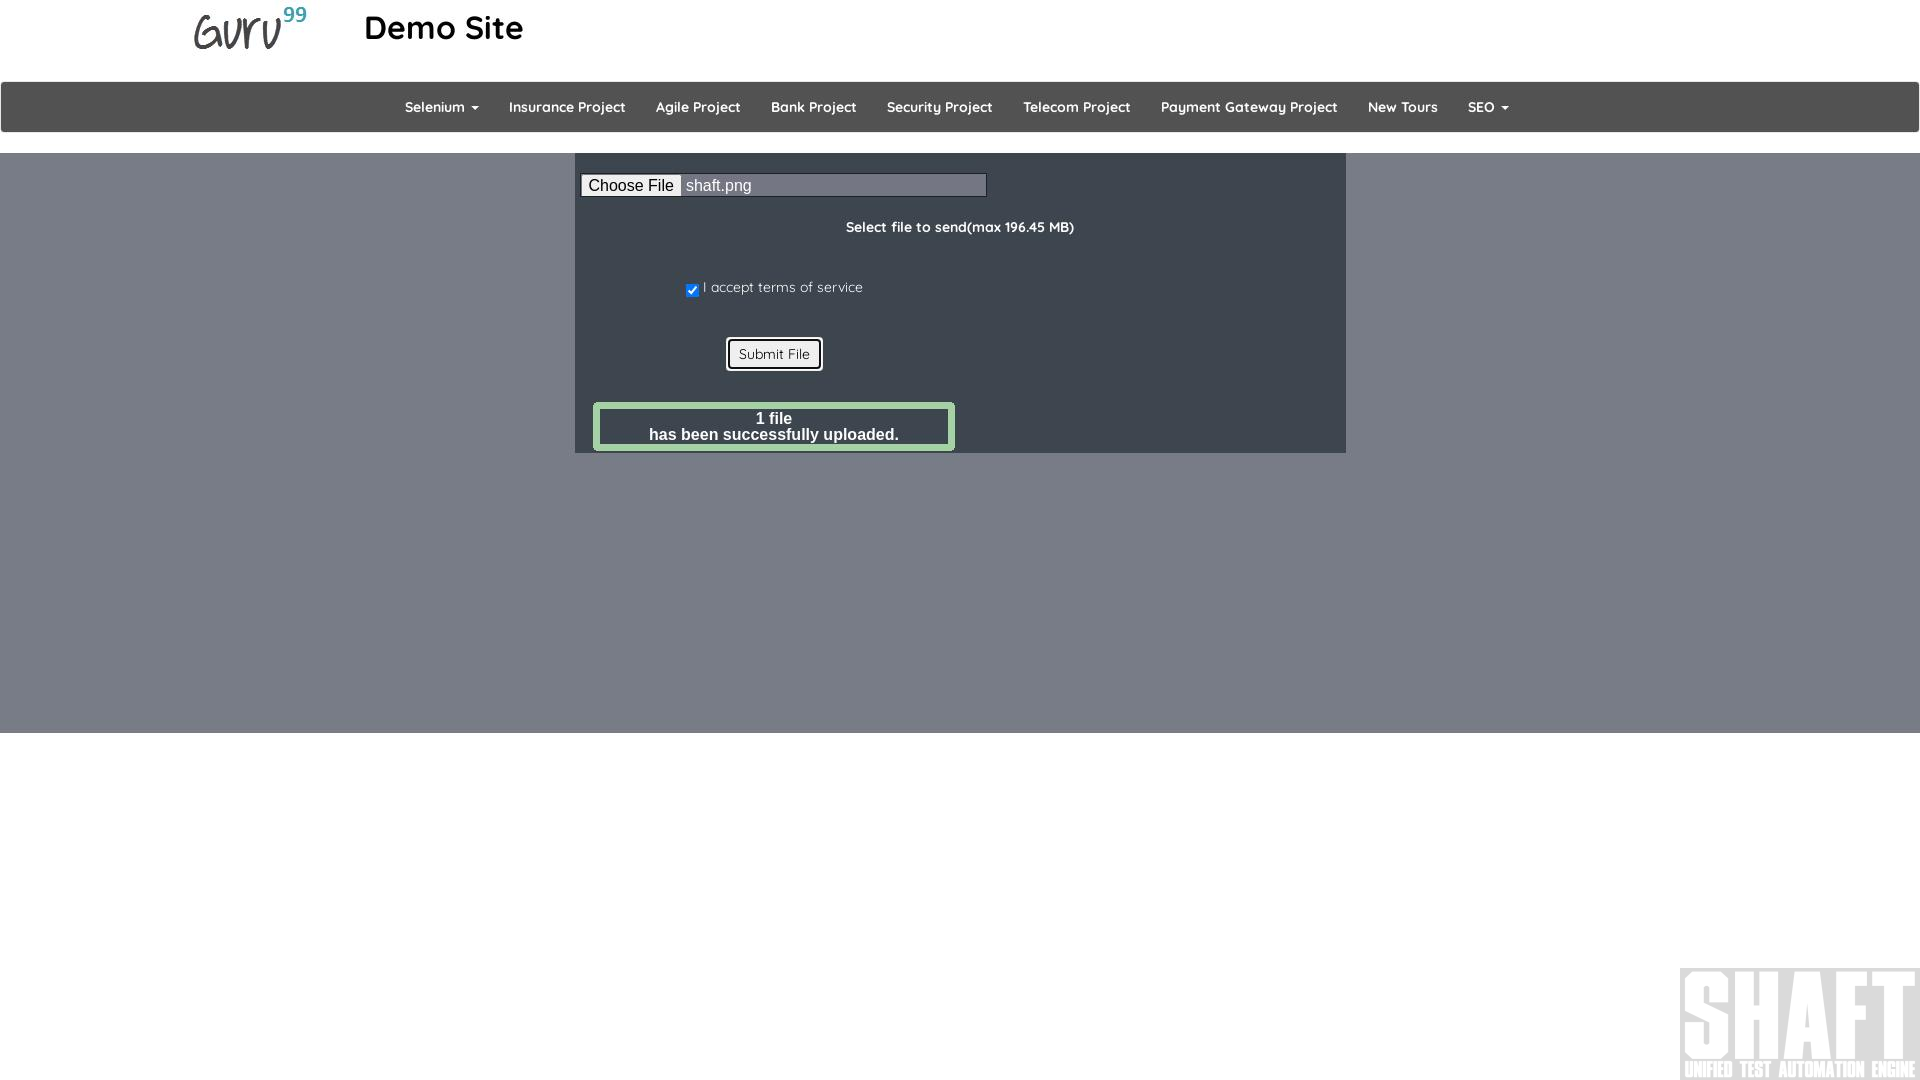 Guru99
Demo Site
Selenium Insurance Project Agile Project Bank Project Security Project Telecom Project Payment Gateway Project New Tours SEO
Choose File shaft.png
Select file to send(max 196.45 MB)
I accept terms of service
Submit File
1 file
has been successfully uploaded.
SHAFT
UNIFIED TEST AUTOMATION ENGINE